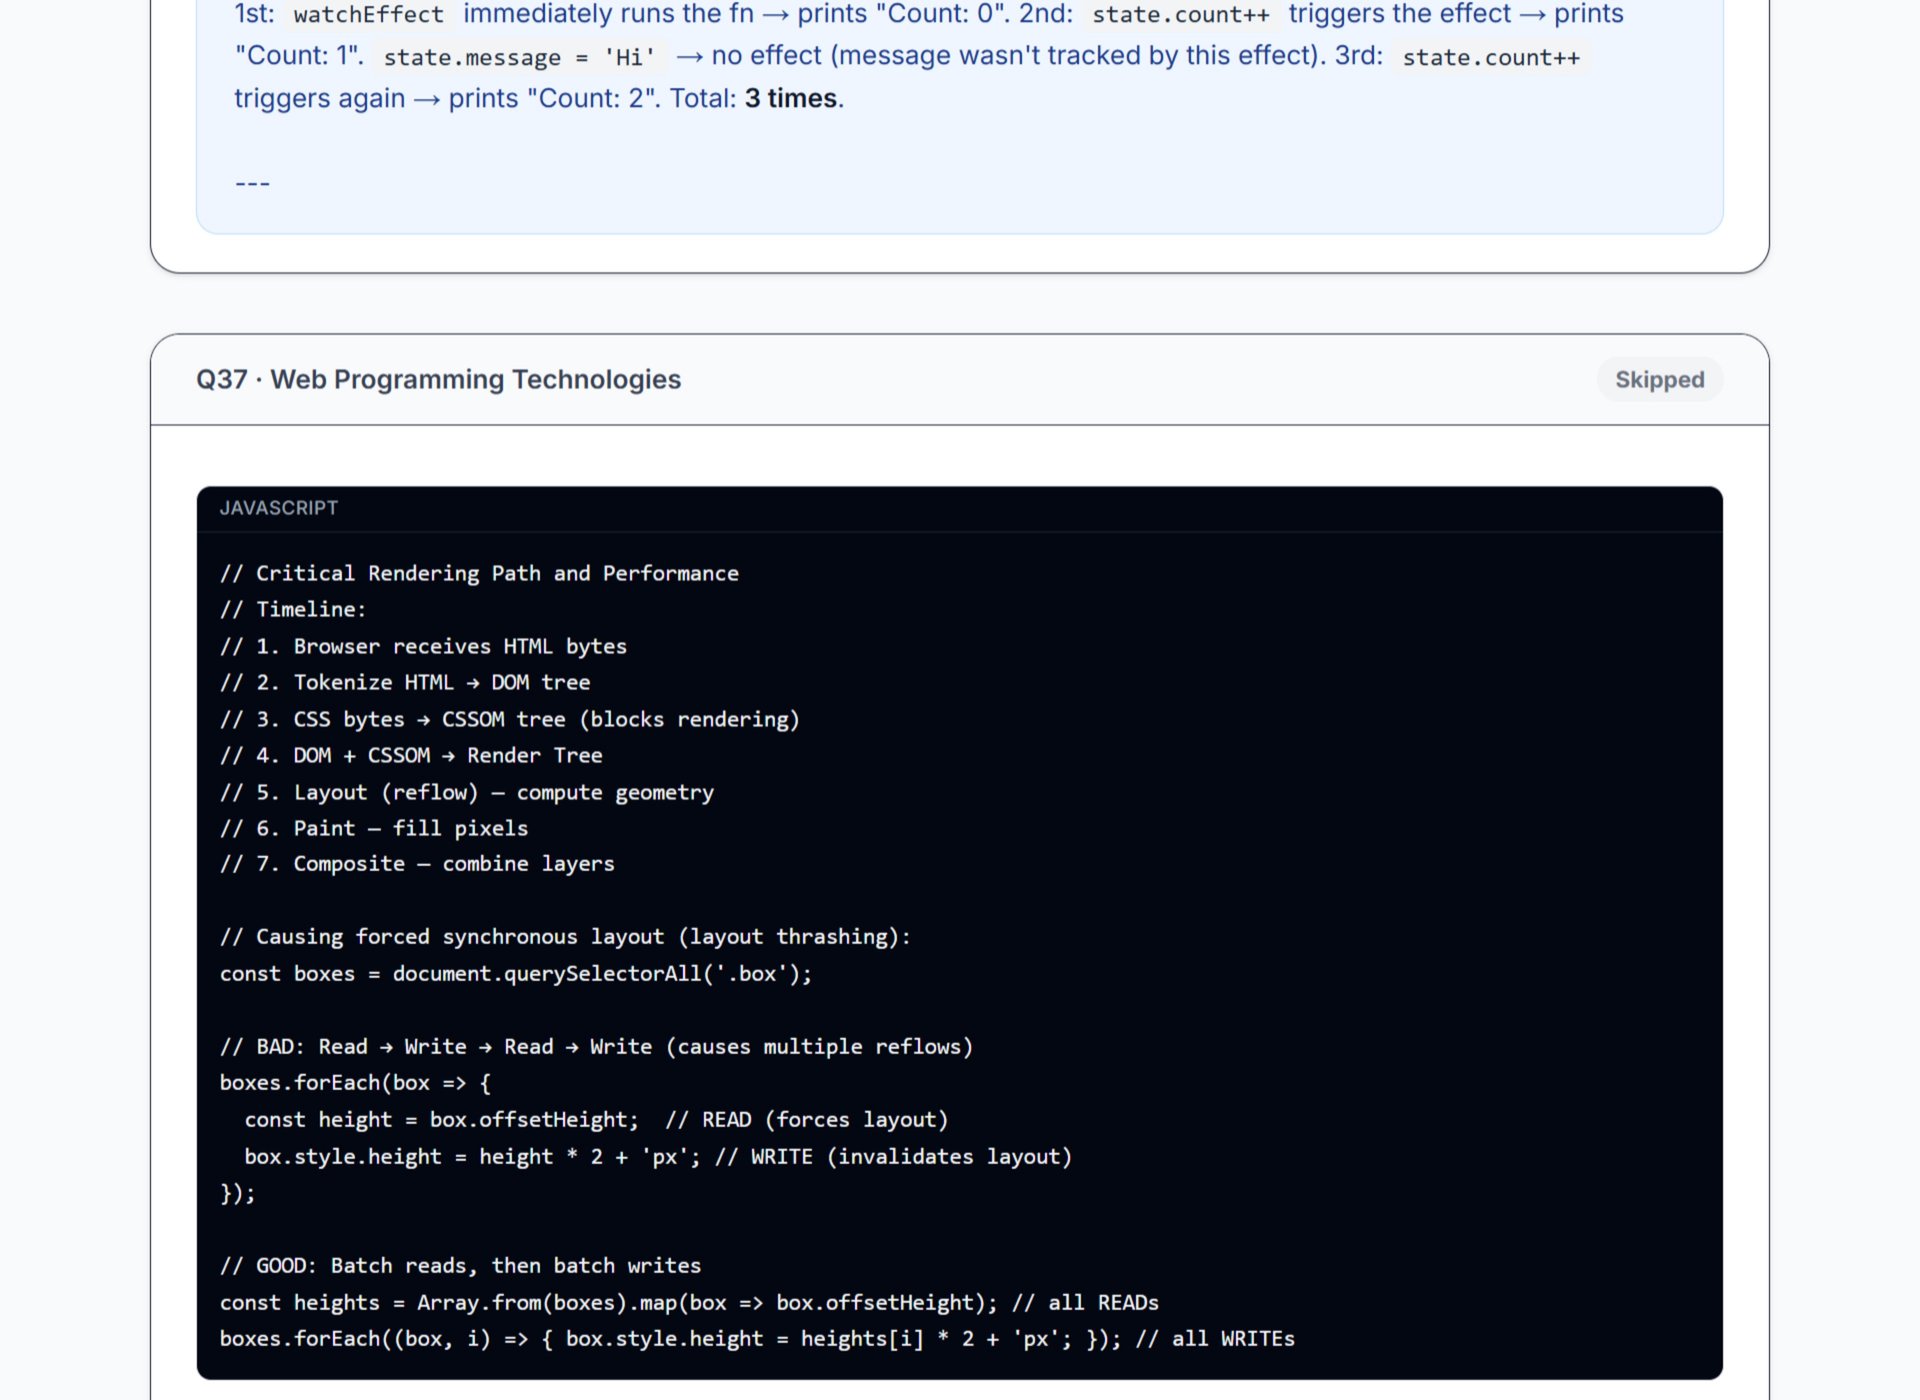 1st: watchEffect immediately runs the fn → prints "Count: 0". 2nd: state.count++ triggers the effect → prints
"Count: 1". state.message = 'Hi' → no effect (message wasn't tracked by this effect). 3rd: state.count++
triggers again → prints "Count: 2". Total: 3 times.
---
Q37 · Web Programming Technologies
Skipped
JAVASCRIPT
// Critical Rendering Path and Performance
// Timeline:
// 1. Browser receives HTML bytes
// 2. Tokenize HTML → DOM tree
// 3. CSS bytes → CSSOM tree (blocks rendering)
// 4. DOM + CSSOM → Render Tree
// 5. Layout (reflow) — compute geometry
// 6. Paint — fill pixels
// 7. Composite — combine layers
// Causing forced synchronous layout (layout thrashing):
const boxes = document.querySelectorAll('.box');
// BAD: Read → Write → Read → Write (causes multiple reflows)
boxes.forEach(box => {
  const height = box.offsetHeight;  // READ (forces layout)
  box.style.height = height * 2 + 'px'; // WRITE (invalidates layout)
});
// GOOD: Batch reads, then batch writes
const heights = Array.from(boxes).map(box => box.offsetHeight); // all READs
boxes.forEach((box, i) => { box.style.height = heights[i] * 2 + 'px'; }); // all WRITEs